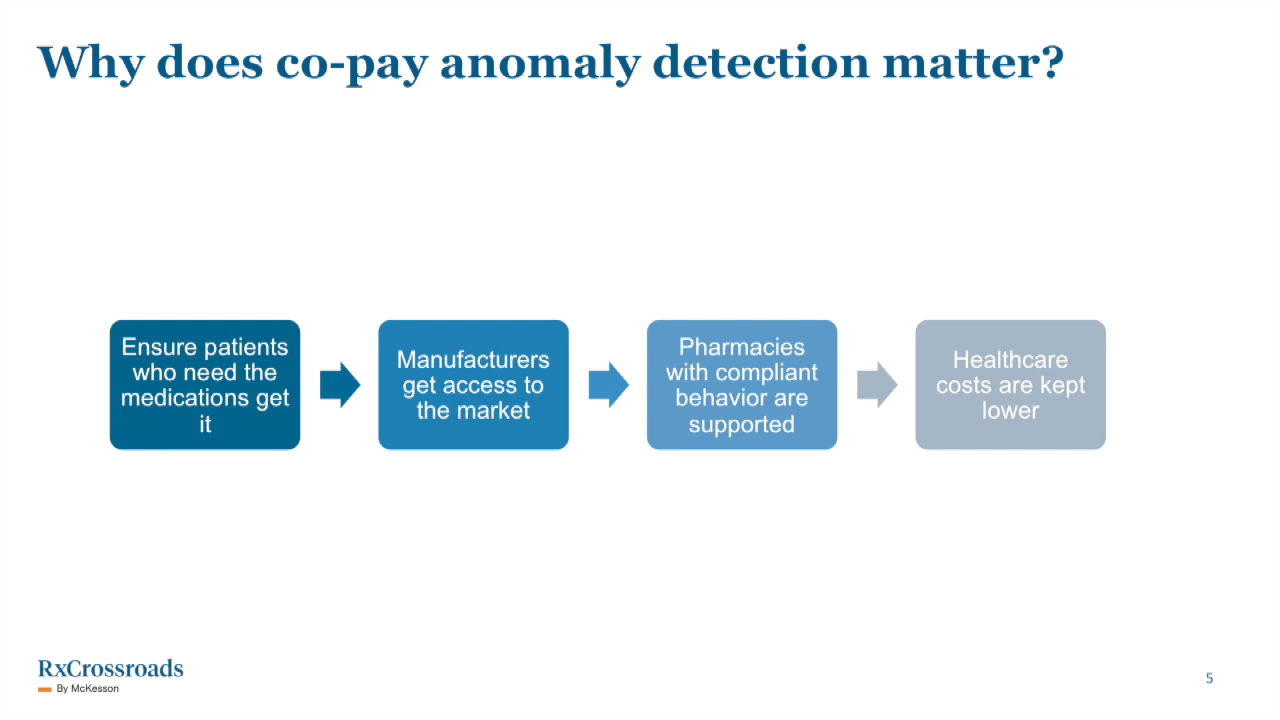 Why does co-pay anomaly detection matter?
Ensure patients
who need the
medications get
it
Manufacturers
get access to
the market
Pharmacies
with compliant
behavior are
supported
Healthcare
costs are kept
lower
RxCrossroads
By McKesson
5